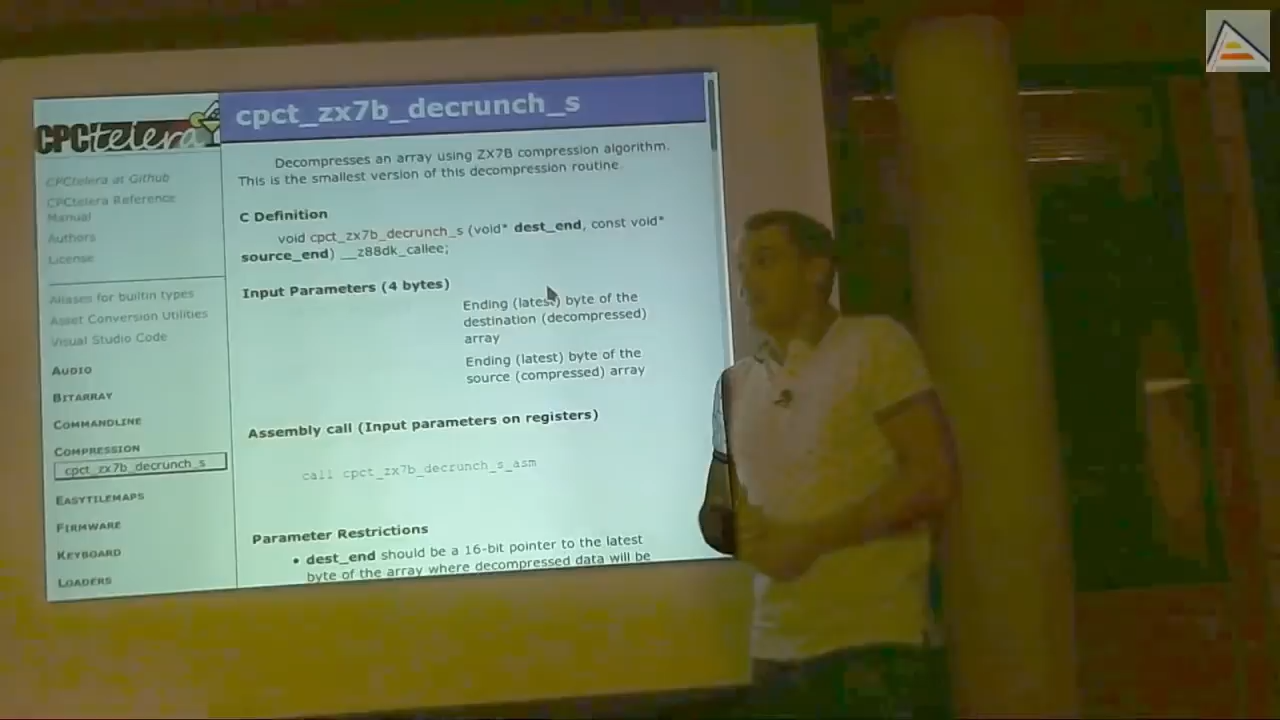 CPCtelera
cpct_zx7b_decrunch_s
CPCtelera at Github
CPCtelera Reference
Manual
Authors
License
Aliases for builtin types
Asset Conversion Utilities
Visual Studio Code
AUDIO
BITARRAY
COMMANDLINE
COMPRESSION
cpct_zx7b_decrunch_s
EASYTILEMAPS
FIRMWARE
KEYBOARD
LOADERS
Decompresses an array using ZX7B compression algorithm.
This is the smallest version of this decompression routine.
C Definition
void cpct_zx7b_decrunch_s (void* dest_end, const void*
source_end) __z88dk_callee;
Input Parameters (4 bytes)
Ending (latest) byte of the
destination (decompressed)
array
Ending (latest) byte of the
source (compressed) array
Assembly call (Input parameters on registers)
call cpct_zx7b_decrunch_s_asm
Parameter Restrictions
• dest_end should be a 16-bit pointer to the latest
byte of the array where decompressed data will be